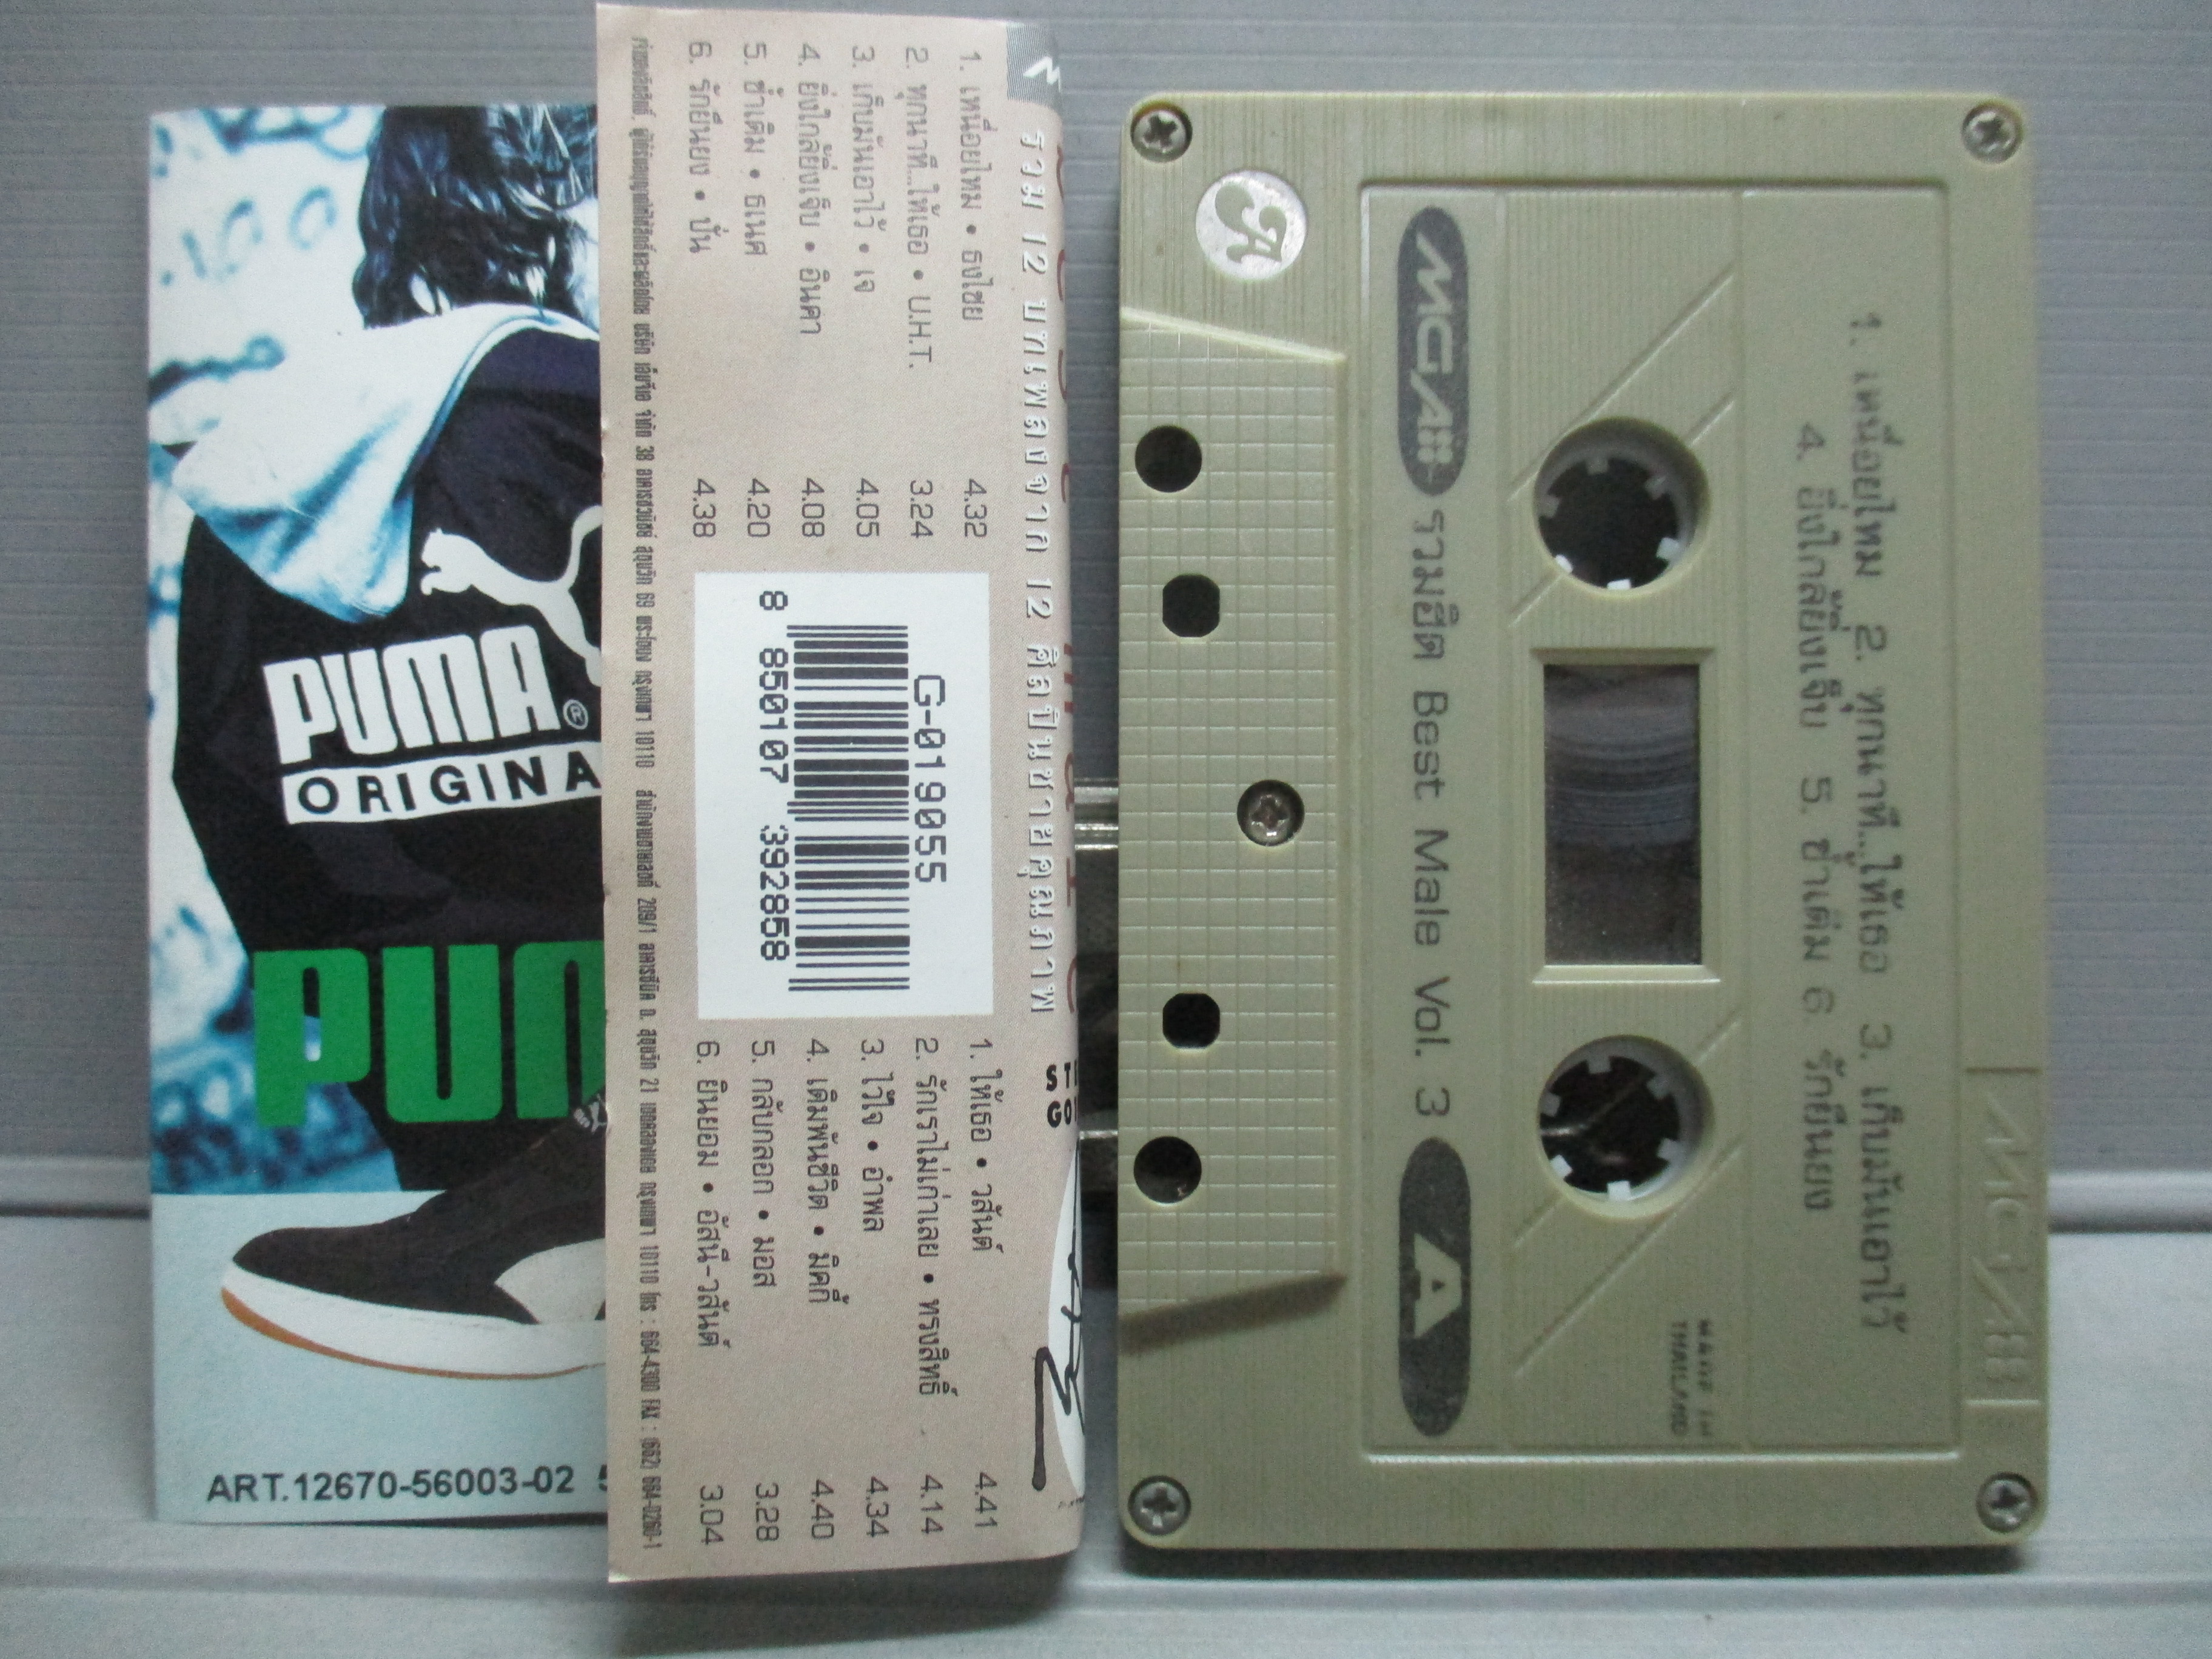 PUMA®
ORIGINA
PUM
ART.12670-56003-02
รวม 12 บทเพลงจาก 12 ศิลปินชายคุณภาพ
1. เหนื่อยไหม • ธงไชย 4.32
2. ทุกนาที...ให้เธอ • U.H.T. 3.24
3. เก็บมันเอาไว้ • เจ 4.05
4. ยิ่งใกล้ยิ่งเจ็บ • อินคา 4.08
5. ซ้ำเติม • ธเนศ 4.20
6. รักยืนยง • ปั่น 4.38
G-019055
8 850107 392858
1. ให้เธอ • วสันต์ 4.41
2. รักเราไม่เก่าเลย • ทรงสิทธิ์ 4.14
3. ไว้ใจ • อำพล 4.34
4. เดิมพันชีวิต • มิคกี้ 4.40
5. กลับกลอก • มอส 3.28
6. ยินยอม • อัสนี-วสันต์ 3.04
MGA
รวมฮิต Best Male Vol. 3
A
1. เหนื่อยไหม 2. ทุกนาที...ให้เธอ 3. เก็บมันเอาไว้
4. ยิ่งใกล้ยิ่งเจ็บ 5. ซ้ำเติม 6. รักยืนยง
MADE IN
THAILAND
MGA